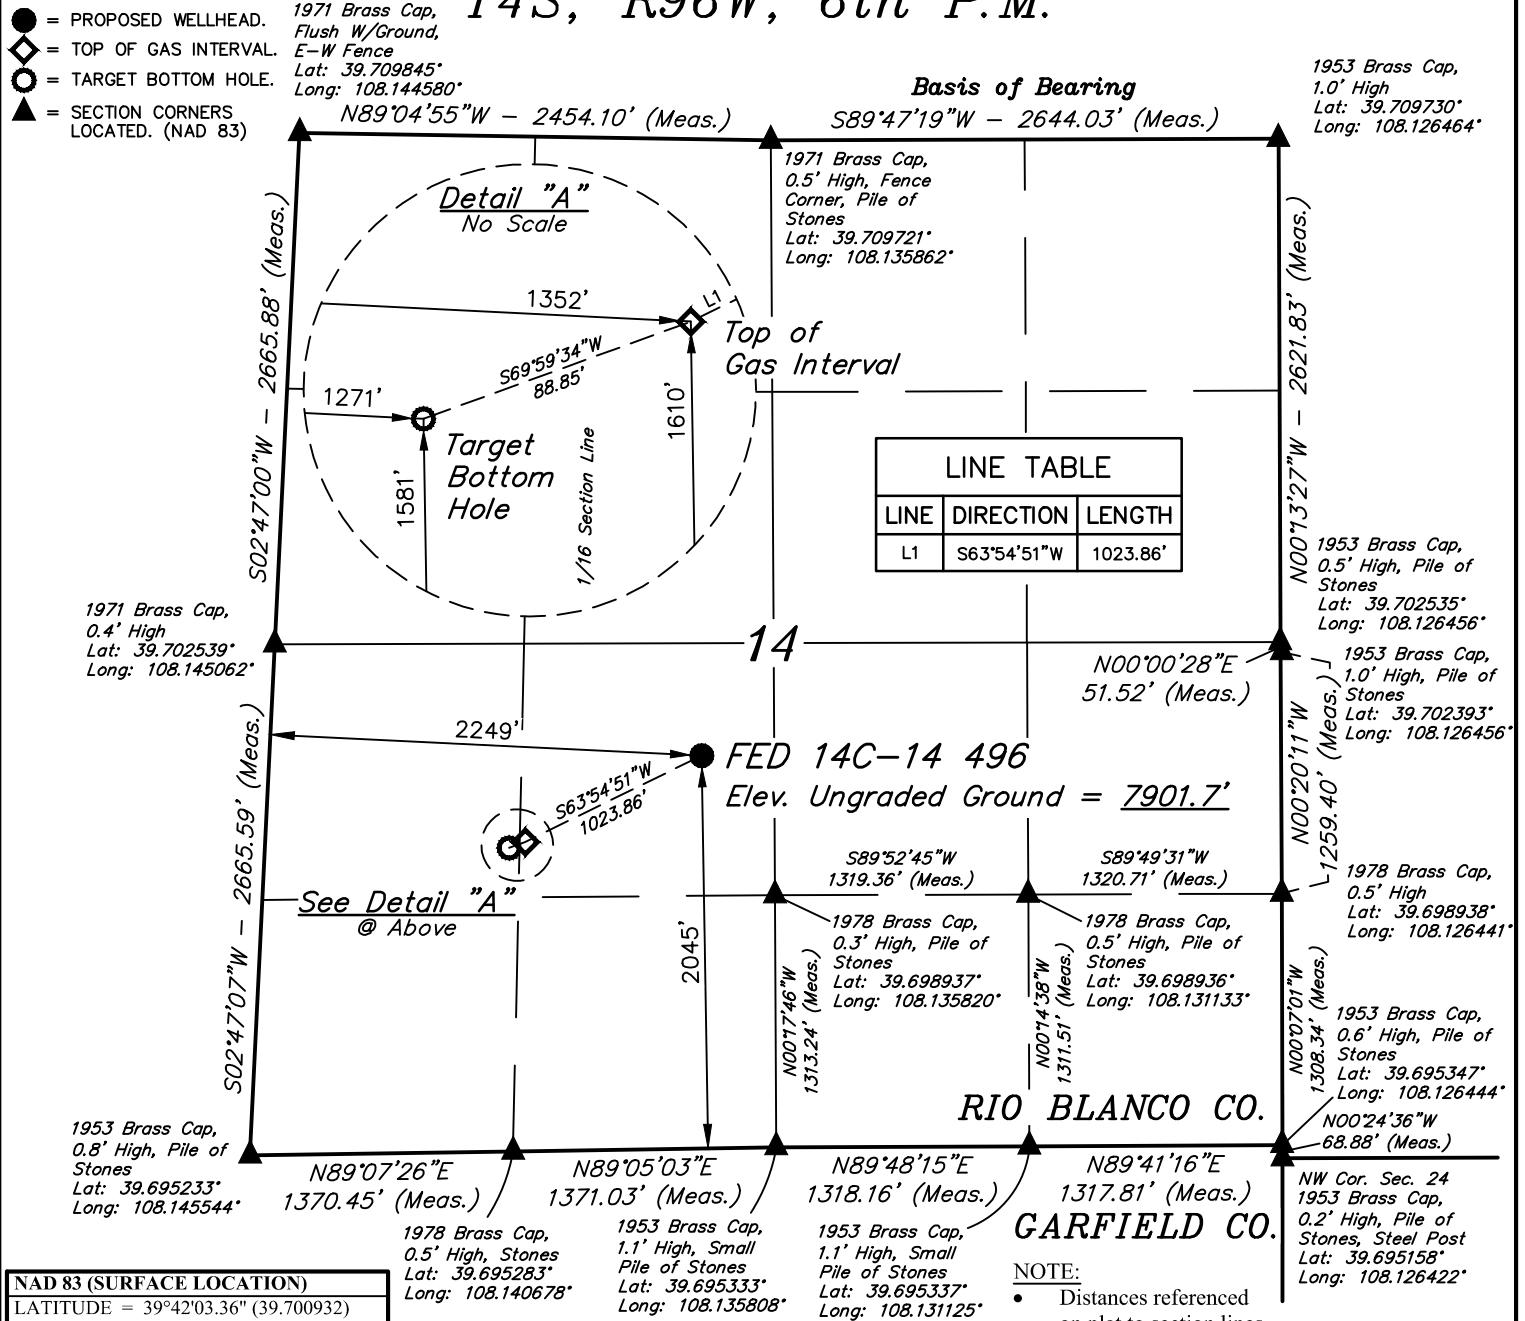 T4S, R96W, 6th P.M.
= PROPOSED WELLHEAD.
= TOP OF GAS INTERVAL.
= TARGET BOTTOM HOLE.
= SECTION CORNERS
LOCATED. (NAD 83)
1971 Brass Cap,
Flush W/Ground,
E-W Fence
Lat: 39.709845°
Long: 108.144580°
N89°04'55"W - 2454.10' (Meas.)
Basis of Bearing
S89°47'19"W - 2644.03' (Meas.)
1953 Brass Cap,
1.0' High
Lat: 39.709730°
Long: 108.126464°
1971 Brass Cap,
0.5' High, Fence
Corner, Pile of
Stones
Lat: 39.709721°
Long: 108.135862°
Detail "A"
No Scale
1352'
L1
Top of
Gas Interval
S69°59'34"W
88.85'
1271'
1610'
Target
Bottom
Hole
1581'
1/16 Section Line
S02°47'00"W - 2665.88' (Meas.)
N00°13'27"W - 2621.83' (Meas.)
LINE TABLE
LINE DIRECTION LENGTH
L1 S63°54'51"W 1023.86'
1953 Brass Cap,
0.5' High, Pile of
Stones
Lat: 39.702535°
Long: 108.126456°
1971 Brass Cap,
0.4' High
Lat: 39.702539°
Long: 108.145062°
14
N00°00'28"E
51.52' (Meas.)
1953 Brass Cap,
1.0' High, Pile of
Stones
Lat: 39.702393°
Long: 108.126456°
2249'
FED 14C-14 496
Elev. Ungraded Ground = 7901.7'
S63°54'51"W
1023.86'
N00°20'11"W
1259.40' (Meas.)
S02°47'07"W - 2665.59' (Meas.)
See Detail "A"
@ Above
2045'
S89°52'45"W
1319.36' (Meas.)
S89°49'31"W
1320.71' (Meas.)
1978 Brass Cap,
0.5' High
Lat: 39.698938°
Long: 108.126441°
1978 Brass Cap,
0.3' High, Pile of
Stones
Lat: 39.698937°
Long: 108.135820°
1978 Brass Cap,
0.5' High, Pile of
Stones
Lat: 39.698936°
Long: 108.131133°
N00°17'46"W
1313.24' (Meas.)
N00°14'38"W
1311.51' (Meas.)
N00°07'01"W
1308.34' (Meas.)
1953 Brass Cap,
0.6' High, Pile of
Stones
Lat: 39.695347°
Long: 108.126444°
RIO BLANCO CO.
N00°24'36"W
68.88' (Meas.)
1953 Brass Cap,
0.8' High, Pile of
Stones
Lat: 39.695233°
Long: 108.145544°
N89°07'26"E
1370.45' (Meas.)
N89°05'03"E
1371.03' (Meas.)
N89°48'15"E
1318.16' (Meas.)
N89°41'16"E
1317.81' (Meas.)
GARFIELD CO.
NW Cor. Sec. 24
1953 Brass Cap,
0.2' High, Pile of
Stones, Steel Post
Lat: 39.695158°
Long: 108.126422°
1978 Brass Cap,
0.5' High, Stones
Lat: 39.695283°
Long: 108.140678°
1953 Brass Cap,
1.1' High, Small
Pile of Stones
Lat: 39.695333°
Long: 108.135808°
1953 Brass Cap,
1.1' High, Small
Pile of Stones
Lat: 39.695337°
Long: 108.131125°
NAD 83 (SURFACE LOCATION)
LATITUDE = 39°42'03.36" (39.700932)
NOTE:
• Distances referenced
on plat to section lines